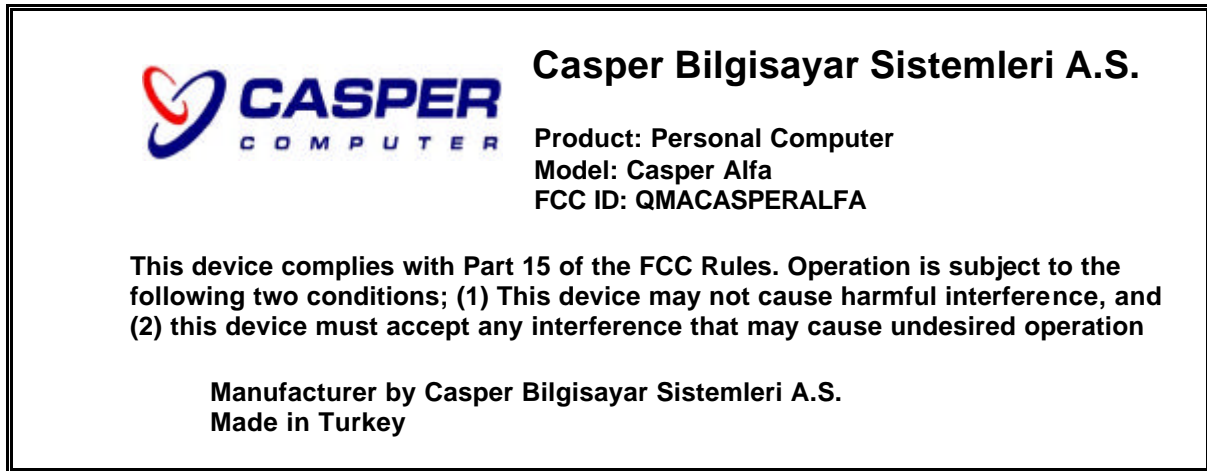 CASPER
COMPUTER
Casper Bilgisayar Sistemleri A.S.
Product: Personal Computer
Model: Casper Alfa
FCC ID: QMACASPERALFA
This device complies with Part 15 of the FCC Rules. Operation is subject to the
following two conditions; (1) This device may not cause harmful interference, and
(2) this device must accept any interference that may cause undesired operation
Manufacturer by Casper Bilgisayar Sistemleri A.S.
Made in Turkey